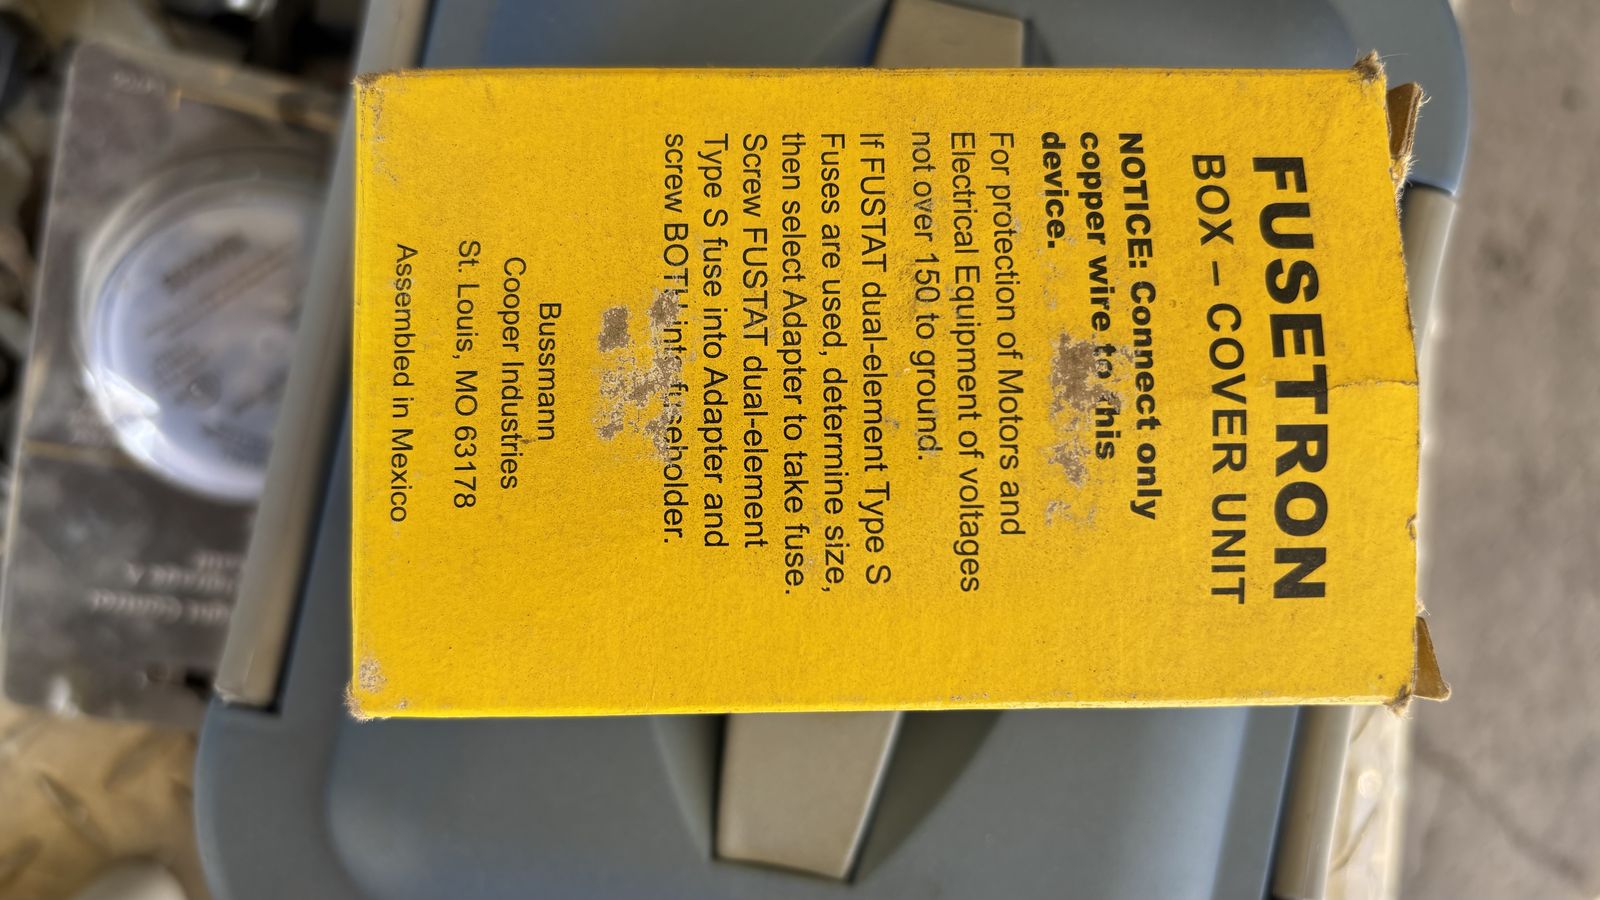 FUSETRON
BOX – COVER UNIT
NOTICE: Connect only
copper wire to this
device.
For protection of Motors and
Electrical Equipment of voltages
not over 150 to ground.
If FUSTAT dual-element Type S
Fuses are used, determine size,
then select Adapter to take fuse.
Screw FUSTAT dual-element
Type S fuse into Adapter and
screw BOTH into fuseholder.
Bussmann
Cooper Industries
St. Louis, MO 63178
Assembled in Mexico